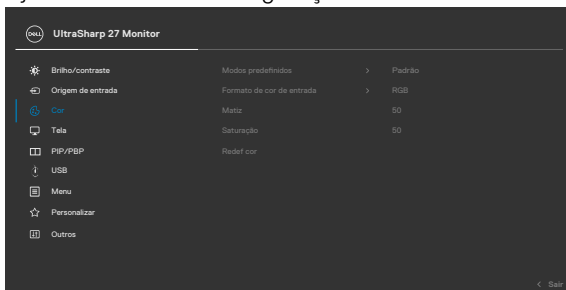 DELL UltraSharp 27 Monitor
Brilho/contraste Modos predefinidos > Padrão
Origem de entrada Formato de cor de entrada > RGB
Cor Matiz 50
Tela Saturação 50
PIP/PBP Redef cor
USB
Menu
Personalizar
Outros
< Sair